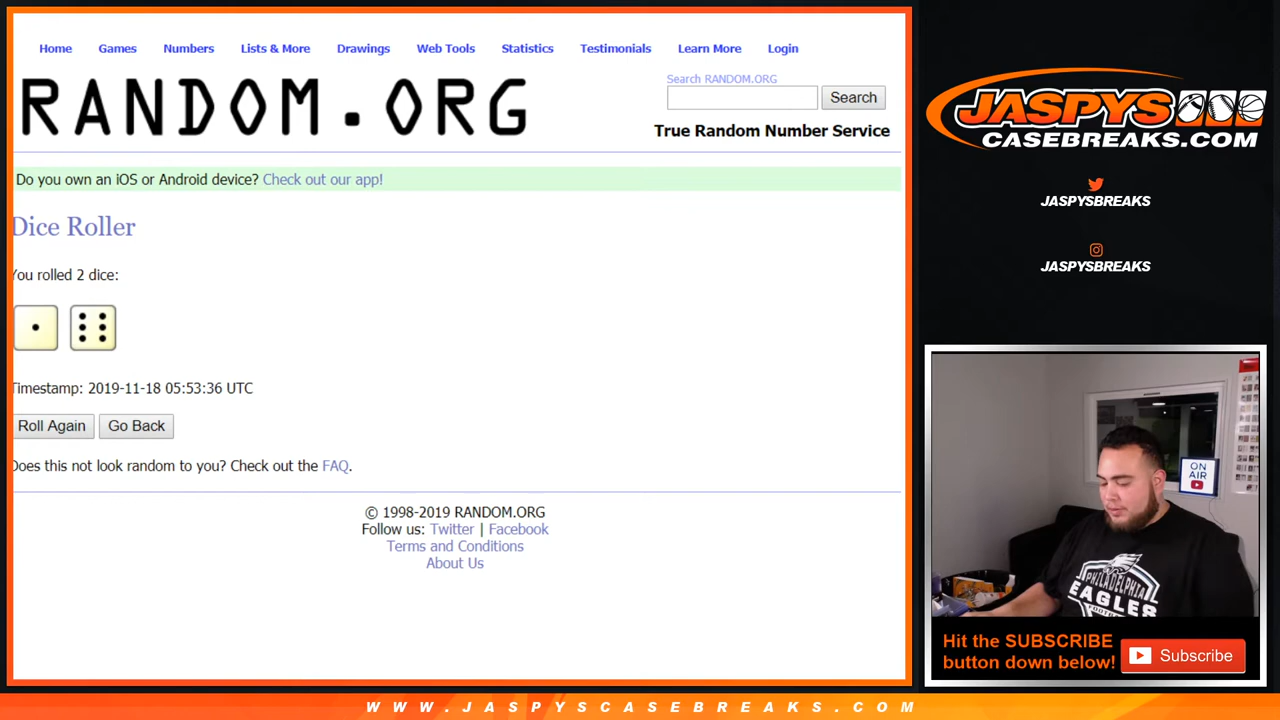 Home Games Numbers Lists & More Drawings Web Tools Statistics Testimonials Learn More Login
RANDOM.ORG
Search RANDOM.ORG
Search
True Random Number Service
Do you own an iOS or Android device? Check out our app!
Dice Roller
You rolled 2 dice:
Timestamp: 2019-11-18 05:53:36 UTC
Roll Again Go Back
Does this not look random to you? Check out the FAQ.
© 1998-2019 RANDOM.ORG
Follow us: Twitter | Facebook
Terms and Conditions
About Us
JASPYS
CASEBREAKS.COM
JASPYSBREAKS
JASPYSBREAKS
ON
AIR
PHILADELPHIA
EAGLES
Hit the SUBSCRIBE
button down below!
Subscribe
WWW.JASPYSCASEBREAKS.COM